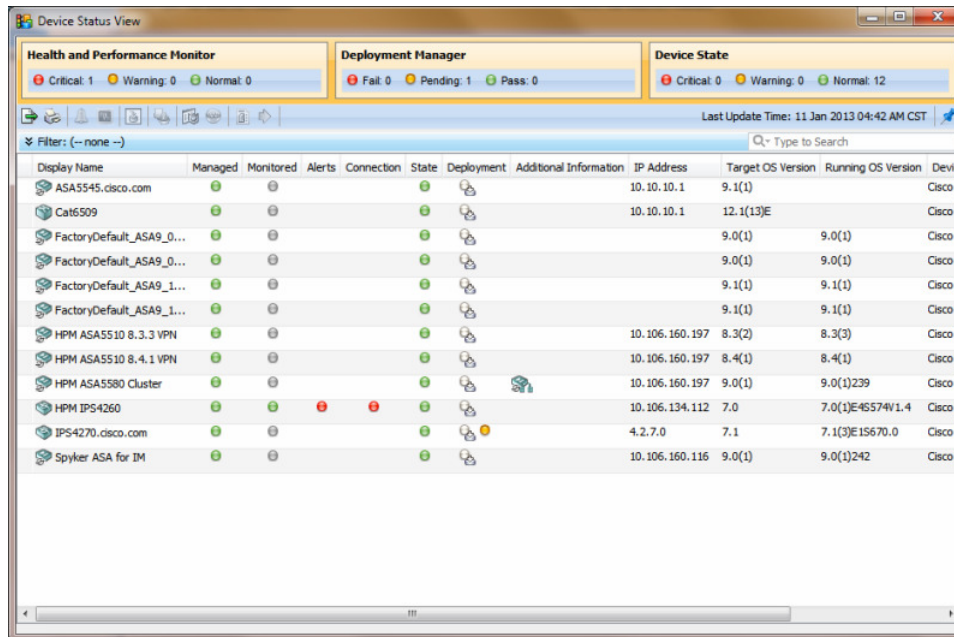 Device Status View
Health and Performance Monitor Deployment Manager Device State
Critical: 1 Warning: 0 Normal: 0 Fail: 0 Pending: 1 Pass: 0 Critical: 0 Warning: 0 Normal: 12
Last Update Time: 11 Jan 2013 04:42 AM CST
Filter: (-- none --) Type to Search
Display Name Managed Monitored Alerts Connection State Deployment Additional Information IP Address Target OS Version Running OS Version Devi
ASA5545.cisco.com 10.10.10.1 9.1(1) Cisco
Cat6509 10.10.10.1 12.1(13)E Cisco
FactoryDefault_ASA9_0... 9.0(1) 9.0(1) Cisco
FactoryDefault_ASA9_0... 9.0(1) 9.0(1) Cisco
FactoryDefault_ASA9_1... 9.1(1) 9.1(1) Cisco
FactoryDefault_ASA9_1... 9.1(1) 9.1(1) Cisco
HPM ASA5510 8.3.3 VPN 10.106.160.197 8.3(2) 8.3(3) Cisco
HPM ASA5510 8.4.1 VPN 10.106.160.197 8.4(1) 8.4(1) Cisco
HPM ASA5580 Cluster 10.106.160.197 9.0(1) 9.0(1)239 Cisco
HPM IPS4260 10.106.134.112 7.0 7.0(1)E4S574V1.4 Cisco
IPS4270.cisco.com 4.2.7.0 7.1 7.1(3)E1S670.0 Cisco
Spyker ASA for IM 10.106.160.116 9.0(1) 9.0(1)242 Cisco